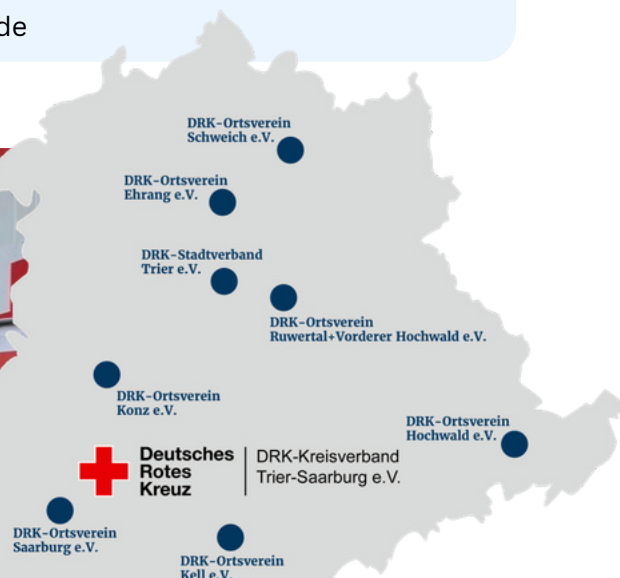 de
DRK-Ortsverein
Schweich e.V.
DRK-Ortsverein
Ehrang e.V.
DRK-Stadtverband
Trier e.V.
DRK-Ortsverein
Ruwertal+Vorderer Hochwald e.V.
DRK-Ortsverein
Konz e.V.
DRK-Ortsverein
Hochwald e.V.
Deutsches
Rotes
Kreuz
DRK-Kreisverband
Trier-Saarburg e.V.
DRK-Ortsverein
Saarburg e.V.
DRK-Ortsverein
Kell e.V.